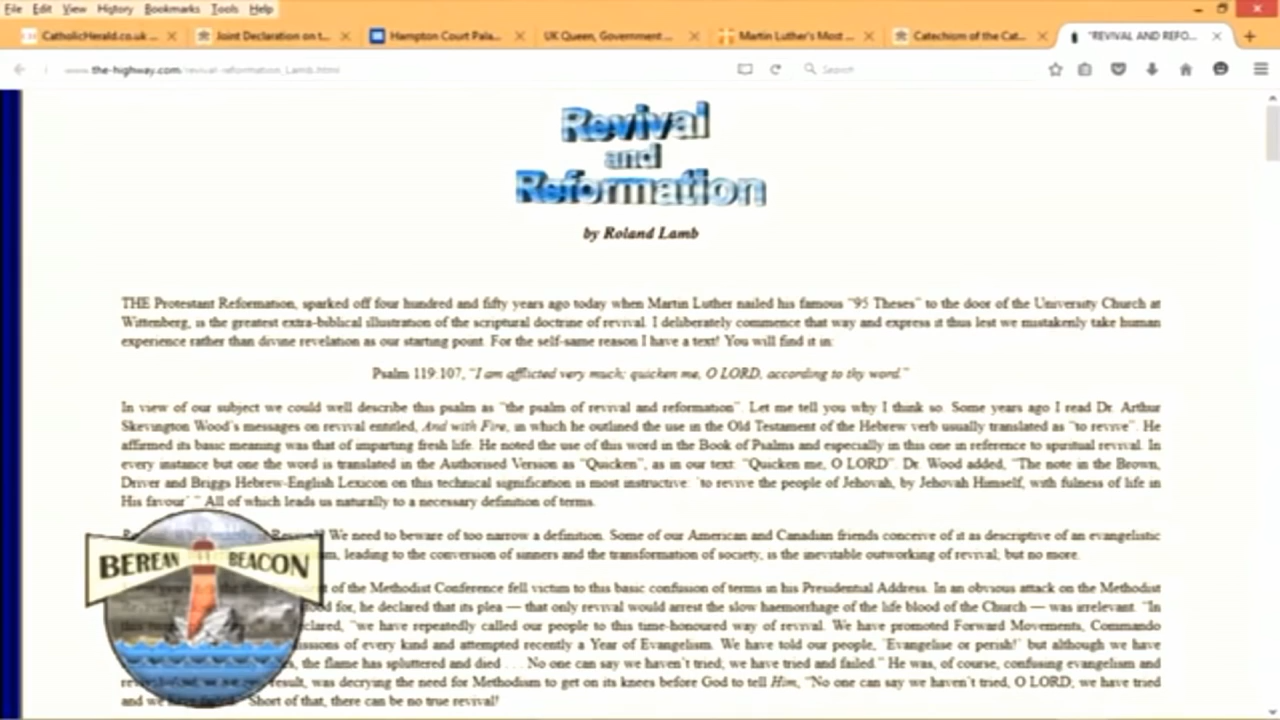 File Edit View History Bookmarks Tools Help
CatholicHerald.co.uk ... Joint Declaration on t... Hampton Court Pala... UK Queen, Government ... Martin Luther's Most ... Catechism of the Cat... "REVIVAL AND REFO...
www.the-highway.com/revival-reformation_Lamb.html Search
Revival
and
Reformation
by Roland Lamb
THE Protestant Reformation, sparked off four hundred and fifty years ago today when Martin Luther nailed his famous "95 Theses" to the door of the University Church at
Wittenberg, is the greatest extra-biblical illustration of the scriptural doctrine of revival. I deliberately commence that way and express it thus lest we mistakenly take human
experience rather than divine revelation as our starting point. For the self-same reason I have a text! You will find it in:
Psalm 119:107, "I am afflicted very much; quicken me, O LORD, according to thy word."
In view of our subject we could well describe this psalm as "the psalm of revival and reformation". Let me tell you why I think so. Some years ago I read Dr. Arthur
Skevington Wood's messages on revival entitled, And with Fire, in which he outlined the use in the Old Testament of the Hebrew verb usually translated as "to revive". He
affirmed its basic meaning was that of imparting fresh life. He noted the use of this word in the Book of Psalms and especially in this one in reference to spiritual revival. In
every instance but one the word is translated in the Authorised Version as "Quicken", as in our text: "Quicken me, O LORD". Dr. Wood added, "The note in the Brown,
Driver and Briggs Hebrew-English Lexicon on this technical signification is most instructive: 'to revive the people of Jehovah, by Jehovah Himself, with fulness of life in
His favour'." All of which leads us naturally to a necessary definition of terms.
We need to beware of too narrow a definition. Some of our American and Canadian friends conceive of it as descriptive of an evangelistic
leading to the conversion of sinners and the transformation of society, is the inevitable outworking of revival, but no more.
of the Methodist Conference fell victim to this basic confusion of terms in his Presidential Address. In an obvious attack on the Methodist
for, he declared that its plea — that only revival would arrest the slow haemorrhage of the life blood of the Church — was irrelevant. "In
"we have repeatedly called our people to this time-honoured way of revival. We have promoted Forward Movements, Commando
of every kind and attempted recently a Year of Evangelism. We have told our people, 'Evangelise or perish!' but although we have
the flame has spluttered and died . . . No one can say we haven't tried; we have tried and failed." He was, of course, confusing evangelism and
result, was decrying the need for Methodism to get on its knees before God to tell Him, "No one can say we haven't tried, O LORD, we have tried
and we Short of that, there can be no true revival!
BEREAN BEACON